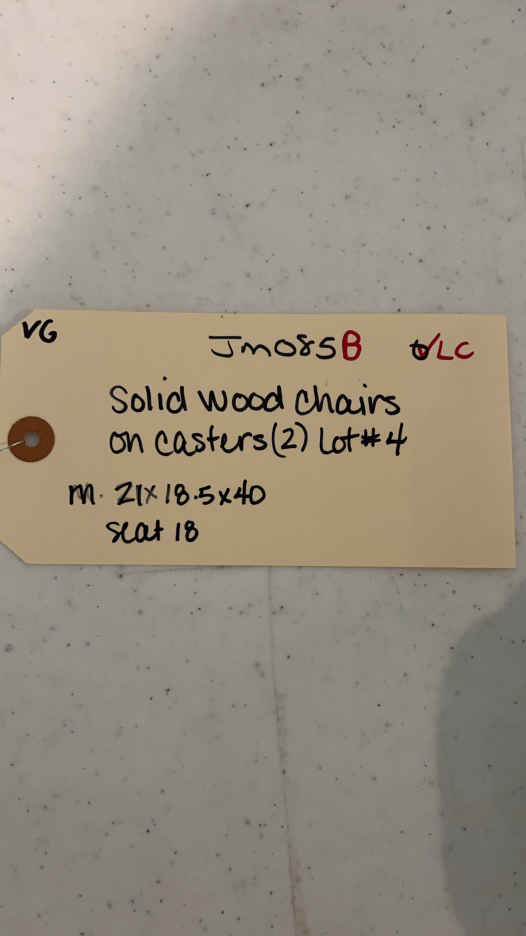 VG
Jm085B ✓LC
Solid Wood Chairs
on casters(2) Lot#4
m. 21x18.5x40
seat 18